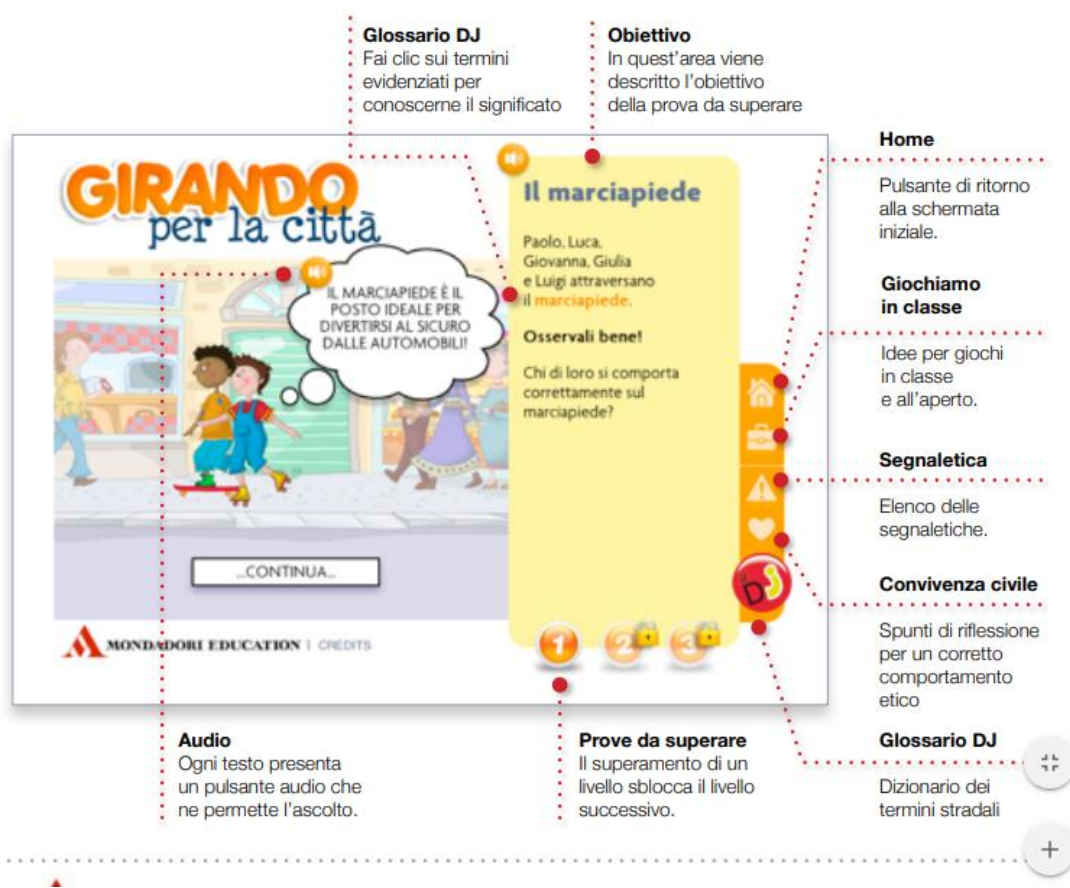 Glossario DJ
Fai clic sui termini
evidenziati per
conoscerne il significato
Obiettivo
In quest'area viene
descritto l'obiettivo
della prova da superare
GIRANDO
per la città
IL MARCIAPIEDE È IL
POSTO IDEALE PER
DIVERTIRSI AL SICURO
DALLE AUTOMOBILI!
...CONTINUA...
MONDADORI EDUCATION | CREDITS
Il marciapiede
Paolo, Luca,
Giovanna, Giulia
e Luigi attraversano
il marciapiede.
Osservali bene!
Chi di loro si comporta
correttamente sul
marciapiede?
1
2
3
DJ
Home
Pulsante di ritorno
alla schermata
iniziale.
Giochiamo
in classe
Idee per giochi
in classe
e all'aperto.
Segnaletica
Elenco delle
segnaletiche.
Convivenza civile
Spunti di riflessione
per un corretto
comportamento
etico
Glossario DJ
Dizionario dei
termini stradali
Audio
Ogni testo presenta
un pulsante audio che
ne permette l'ascolto.
Prove da superare
Il superamento di un
livello sblocca il livello
successivo.